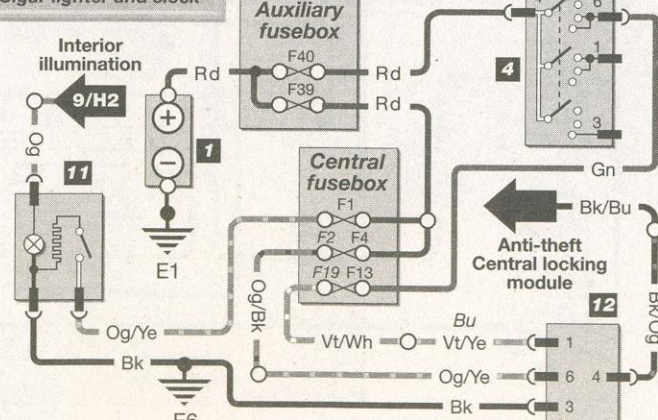 Cigar lighter and clock
Auxiliary
fusebox
F40
F39
Rd
Rd
Rd
4
6
1
3
Interior
illumination
9/H2
Og
11
+
−
1
E1
Central
fusebox
F1
F2 F4
F19 F13
Gn
Bk/Bu
Anti-theft
Central locking
module
12
Bk/Og
Og/Bk
Og/Ye
Vt/Wh
Bu
Vt/Ye
1
Bk
Og/Ye
6
4
Bk
3